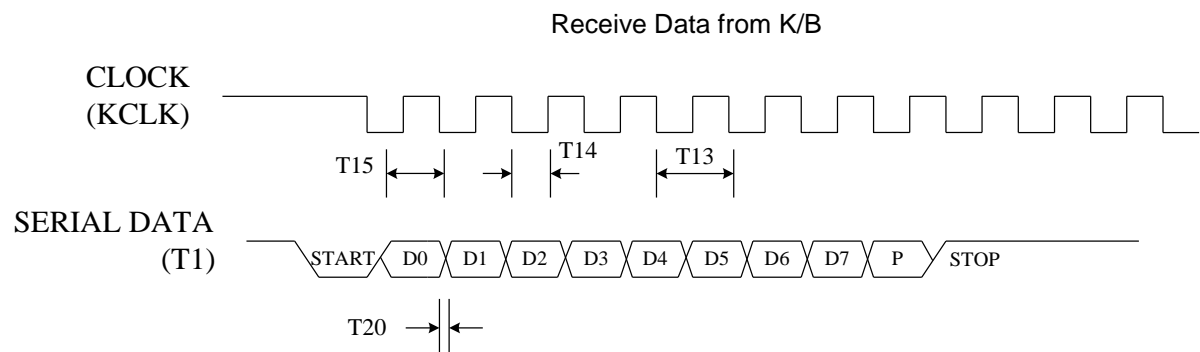 Receive Data from K/B
CLOCK
(KCLK)
T15
T14
T13
SERIAL DATA
(T1)
START
D0
D1
D2
D3
D4
D5
D6
D7
P
STOP
T20